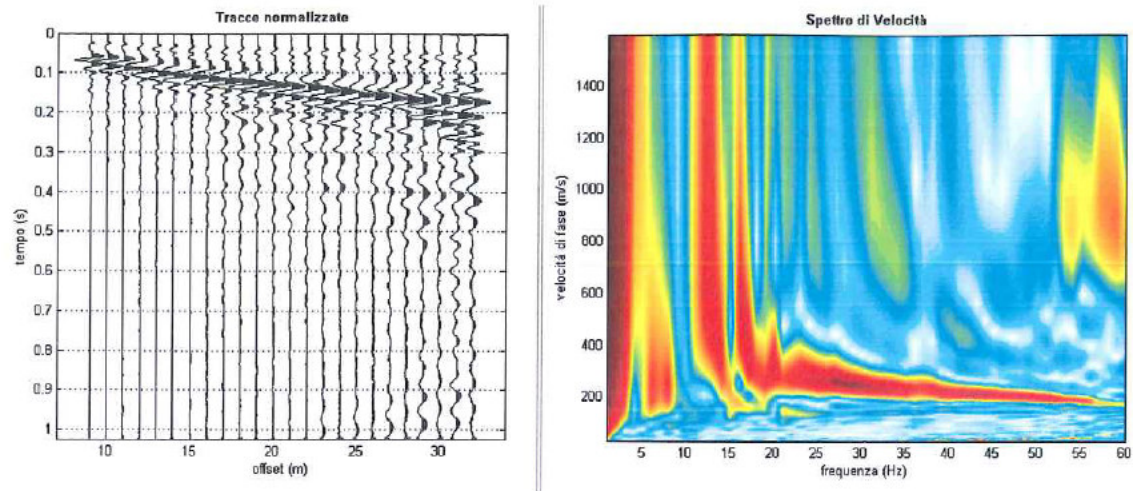 Tracce normalizzate
0
0.1
0.2
0.3
0.4
0.5
0.6
0.7
0.8
0.9
1
tempo (s)
10 15 20 25 30
offset (m)
Spettro di Velocità
1400
1200
1000
800
600
400
200
velocità di fase (m/s)
5 10 15 20 25 30 35 40 45 50 55 60
frequenza (Hz)